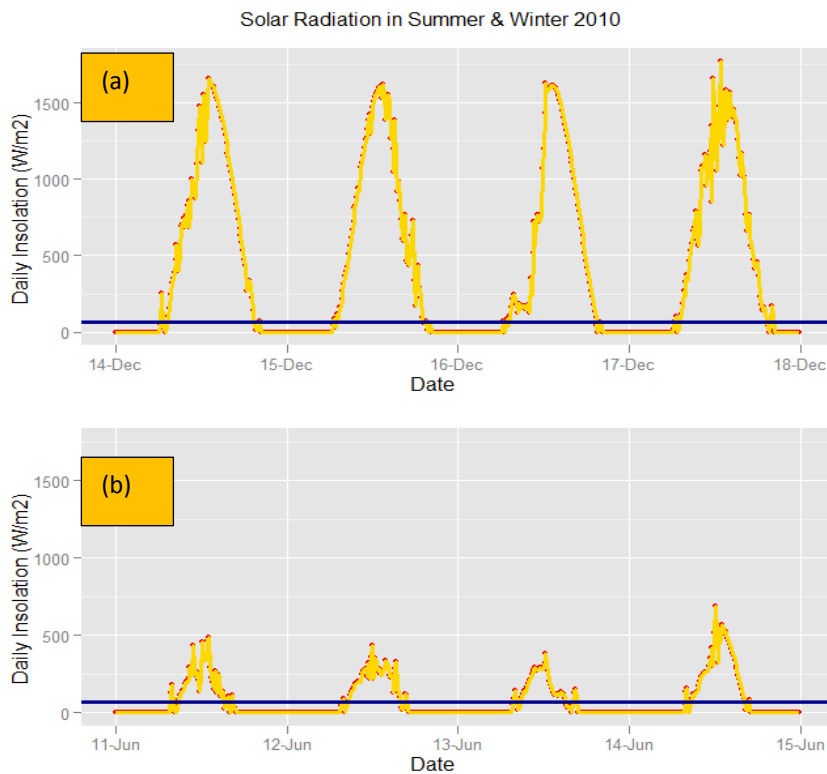 Solar Radiation in Summer & Winter 2010
(a)
Daily Insolation (W/m2)
1500
1000
500
0
14-Dec 15-Dec 16-Dec 17-Dec 18-Dec
Date
(b)
Daily Insolation (W/m2)
1500
1000
500
0
11-Jun 12-Jun 13-Jun 14-Jun 15-Jun
Date